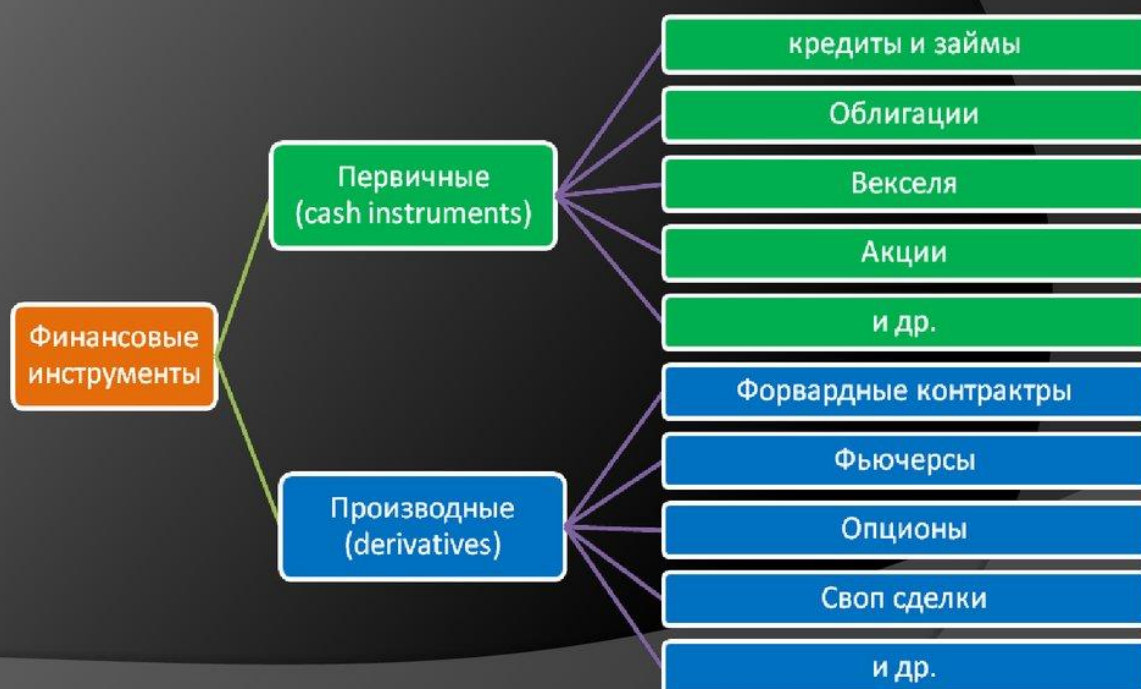 Финансовые
инструменты
Первичные
(cash instruments)
кредиты и займы
Облигации
Векселя
Акции
и др.
Производные
(derivatives)
Форвардные контрактры
Фьючерсы
Опционы
Своп сделки
и др.